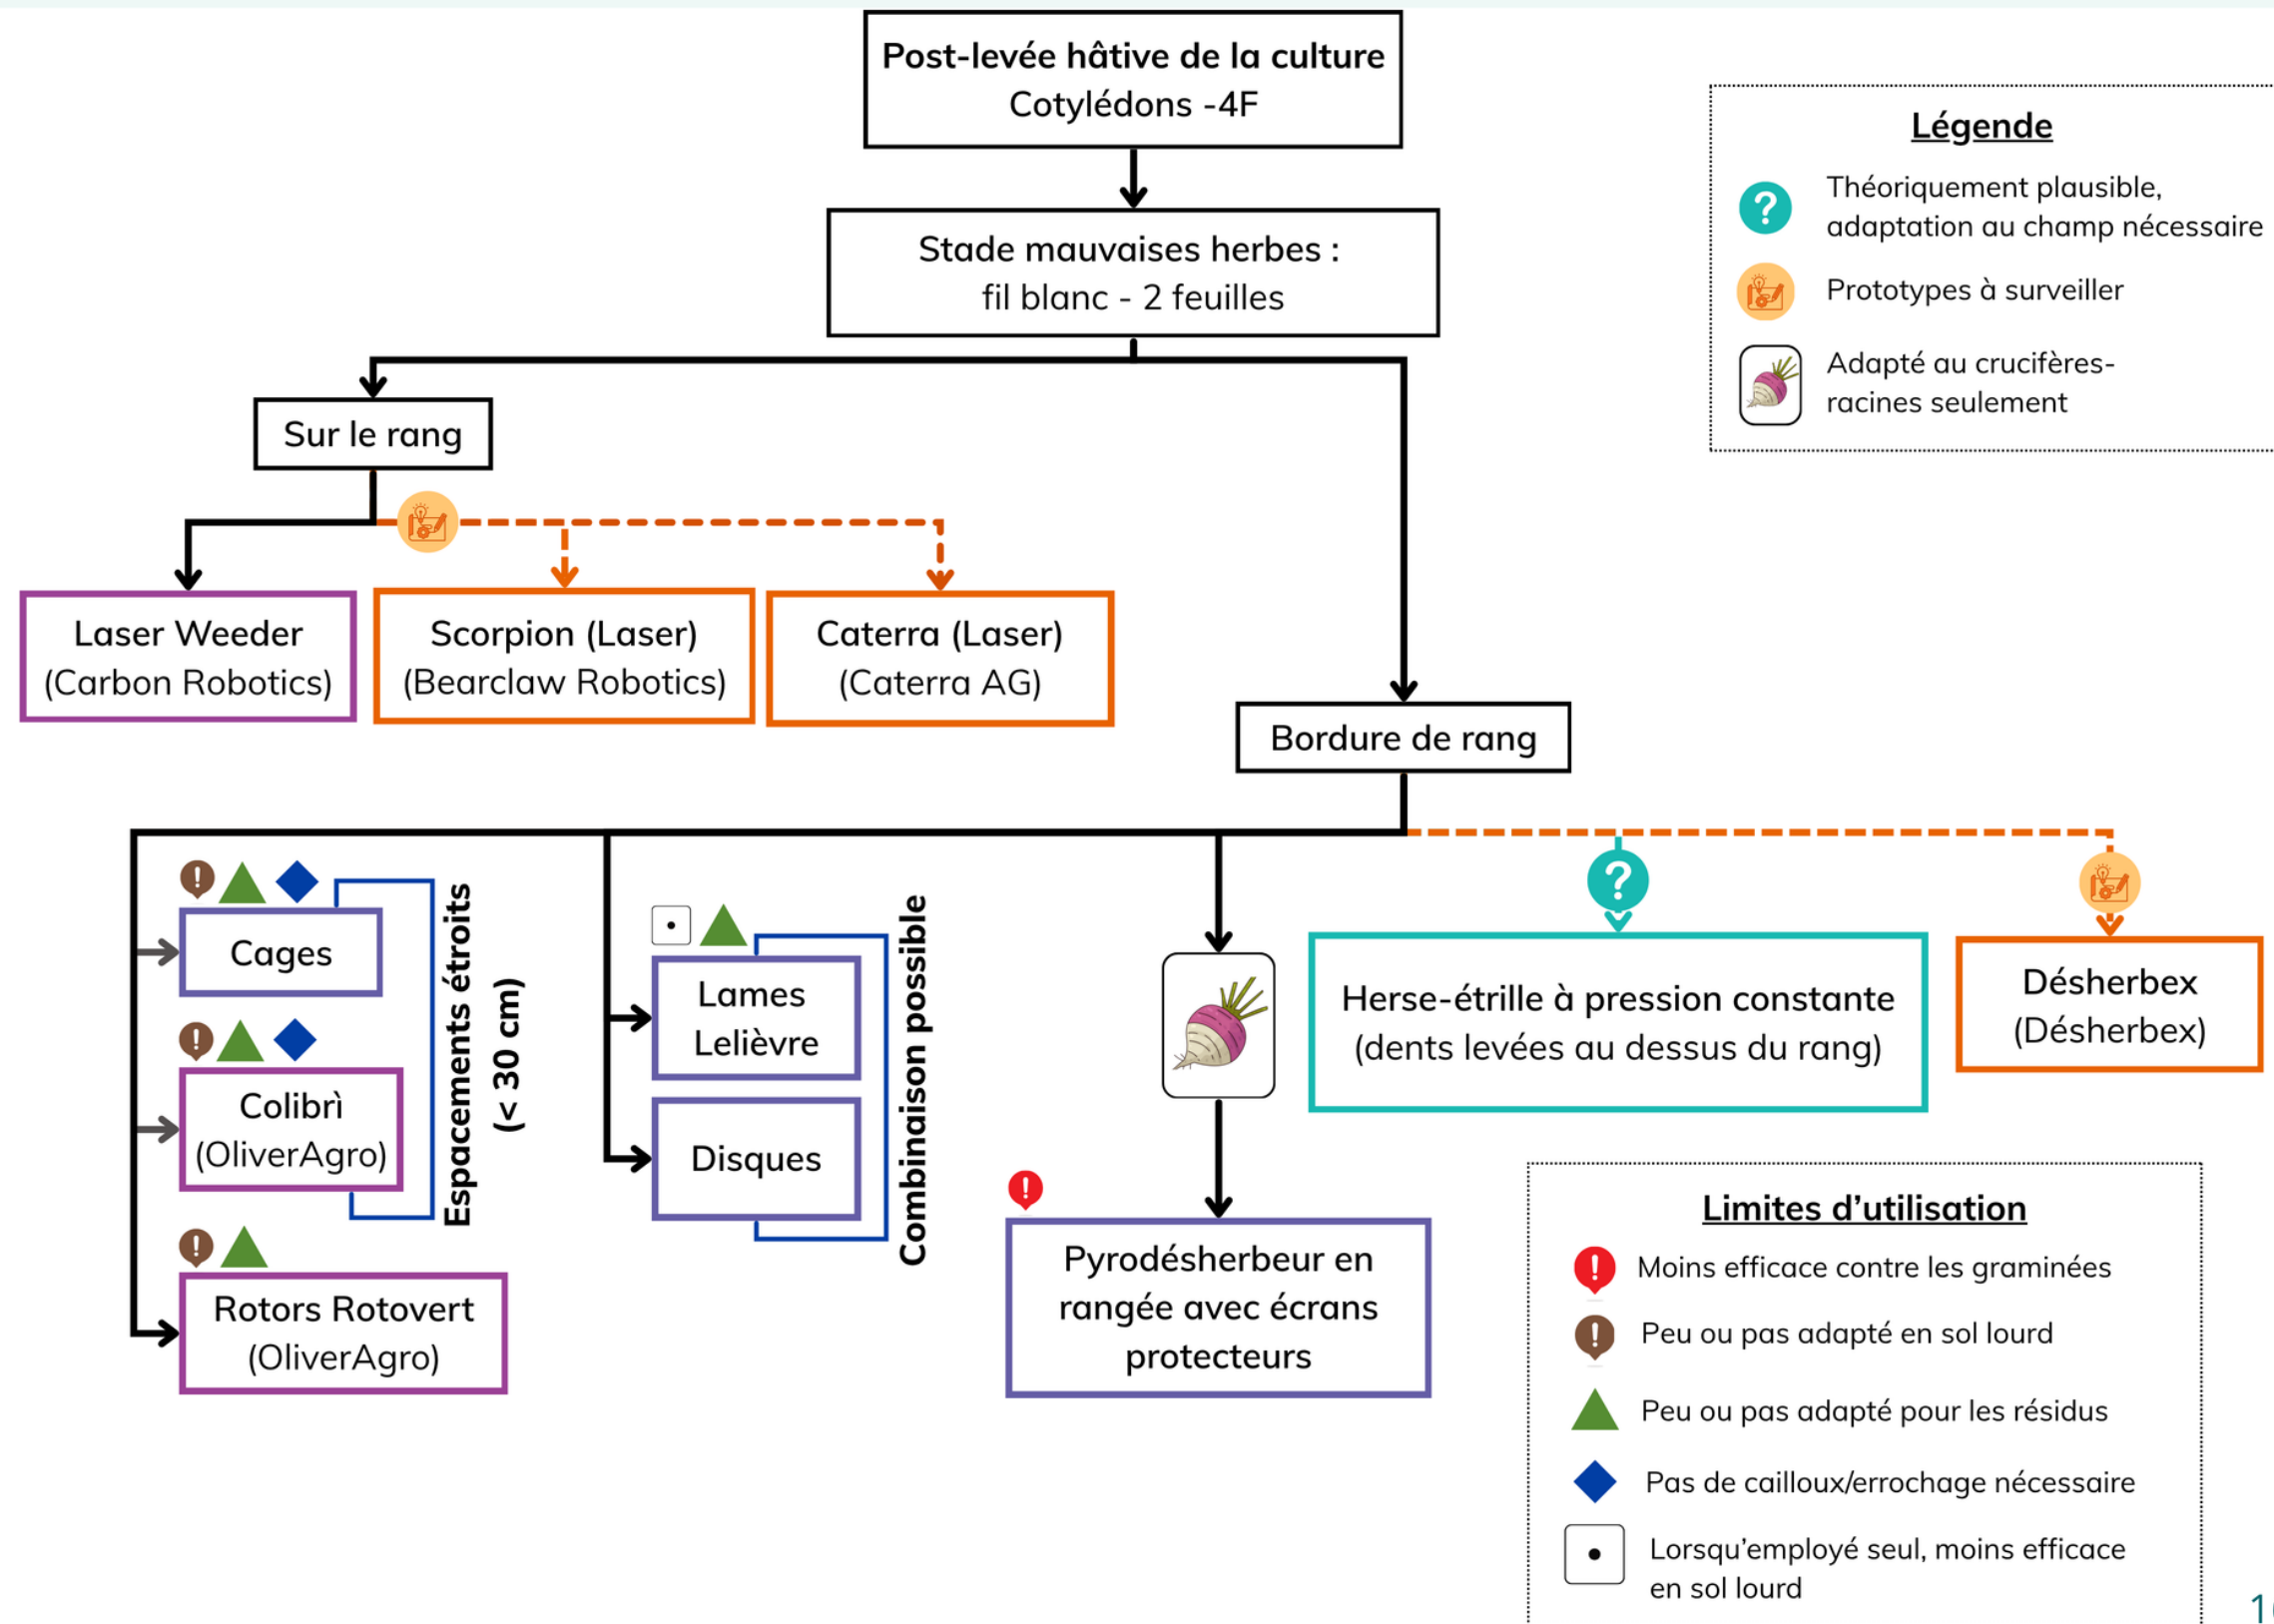 Post-levée hâtive de la culture
Cotylédons -4F
Légende
Théoriquement plausible,
adaptation au champ nécessaire
Prototypes à surveiller
Adapté au crucifères-
racines seulement
Stade mauvaises herbes :
fil blanc - 2 feuilles
Sur le rang
Laser Weeder
(Carbon Robotics)
Scorpion (Laser)
(Bearclaw Robotics)
Caterra (Laser)
(Caterra AG)
Bordure de rang
Cages
Colibrì
(OliverAgro)
Espacements étroits
(< 30 cm)
Rotors Rotovert
(OliverAgro)
Lames
Lelièvre
Disques
Combinaison possible
Pyrodésherbeur en
rangée avec écrans
protecteurs
Herse-étrille à pression constante
(dents levées au dessus du rang)
Désherbex
(Désherbex)
Limites d'utilisation
Moins efficace contre les graminées
Peu ou pas adapté en sol lourd
Peu ou pas adapté pour les résidus
Pas de cailloux/errochage nécessaire
Lorsqu'employé seul, moins efficace
en sol lourd